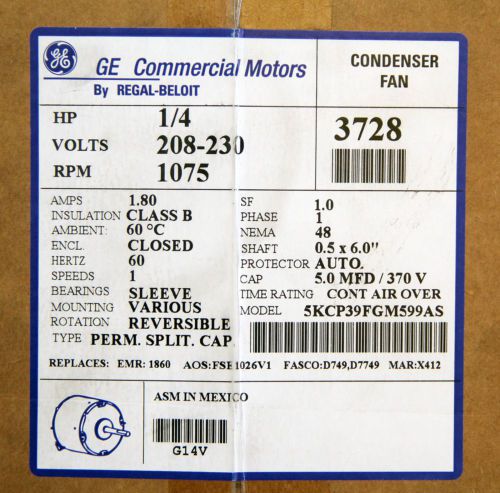 GE Commercial Motors
By REGAL-BELOIT
CONDENSER
FAN
HP 1/4
VOLTS 208-230
RPM 1075
3728
AMPS 1.80
INSULATION CLASS B
AMBIENT: 60 °C
ENCL. CLOSED
HERTZ 60
SPEEDS 1
BEARINGS SLEEVE
MOUNTING VARIOUS
ROTATION REVERSIBLE
TYPE PERM. SPLIT. CAP.
SF 1.0
PHASE 1
NEMA 48
SHAFT 0.5 x 6.0"
PROTECTOR AUTO.
CAP 5.0 MFD / 370 V
TIME RATING CONT AIR OVER
MODEL 5KCP39FGM599AS
REPLACES: EMR: 1860 AOS:FSE1026V1 FASCO:D749,D7749 MAR:X412
ASM IN MEXICO
G14V